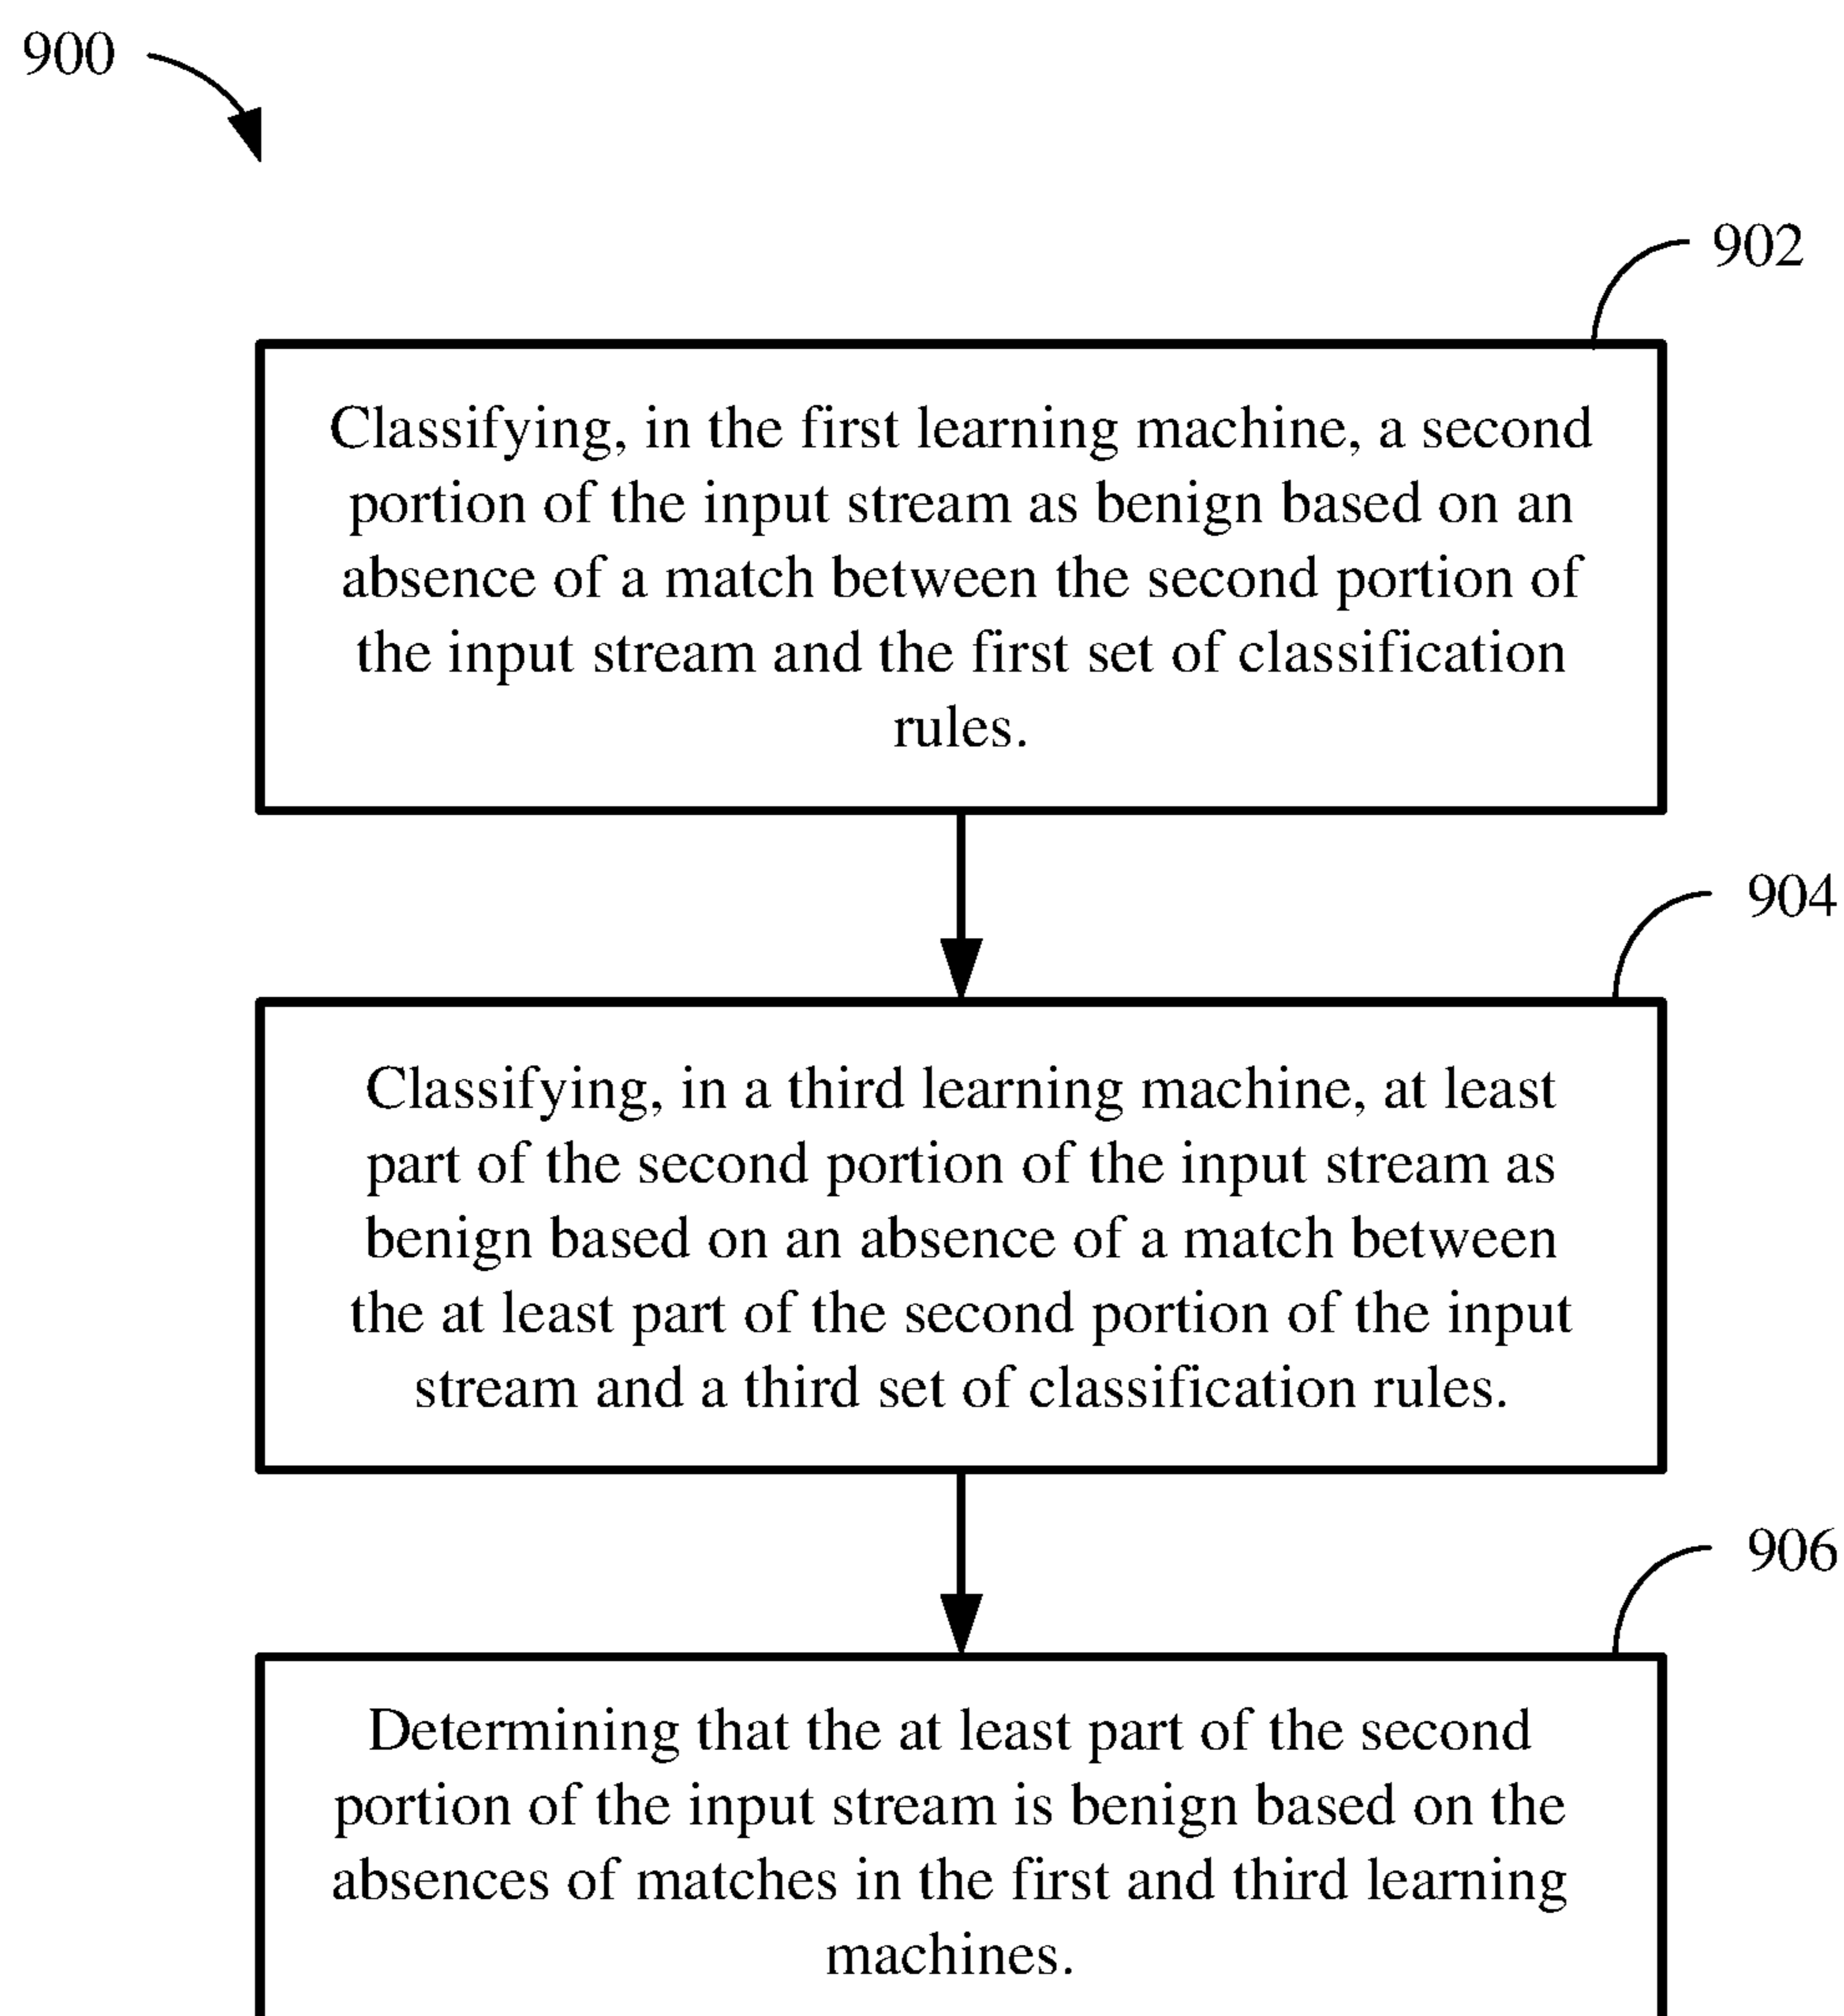 900
902
Classifying, in the first learning machine, a second
portion of the input stream as benign based on an
absence of a match between the second portion of
the input stream and the first set of classification
rules.
904
Classifying, in a third learning machine, at least
part of the second portion of the input stream as
benign based on an absence of a match between
the at least part of the second portion of the input
stream and a third set of classification rules.
906
Determining that the at least part of the second
portion of the input stream is benign based on the
absences of matches in the first and third learning
machines.